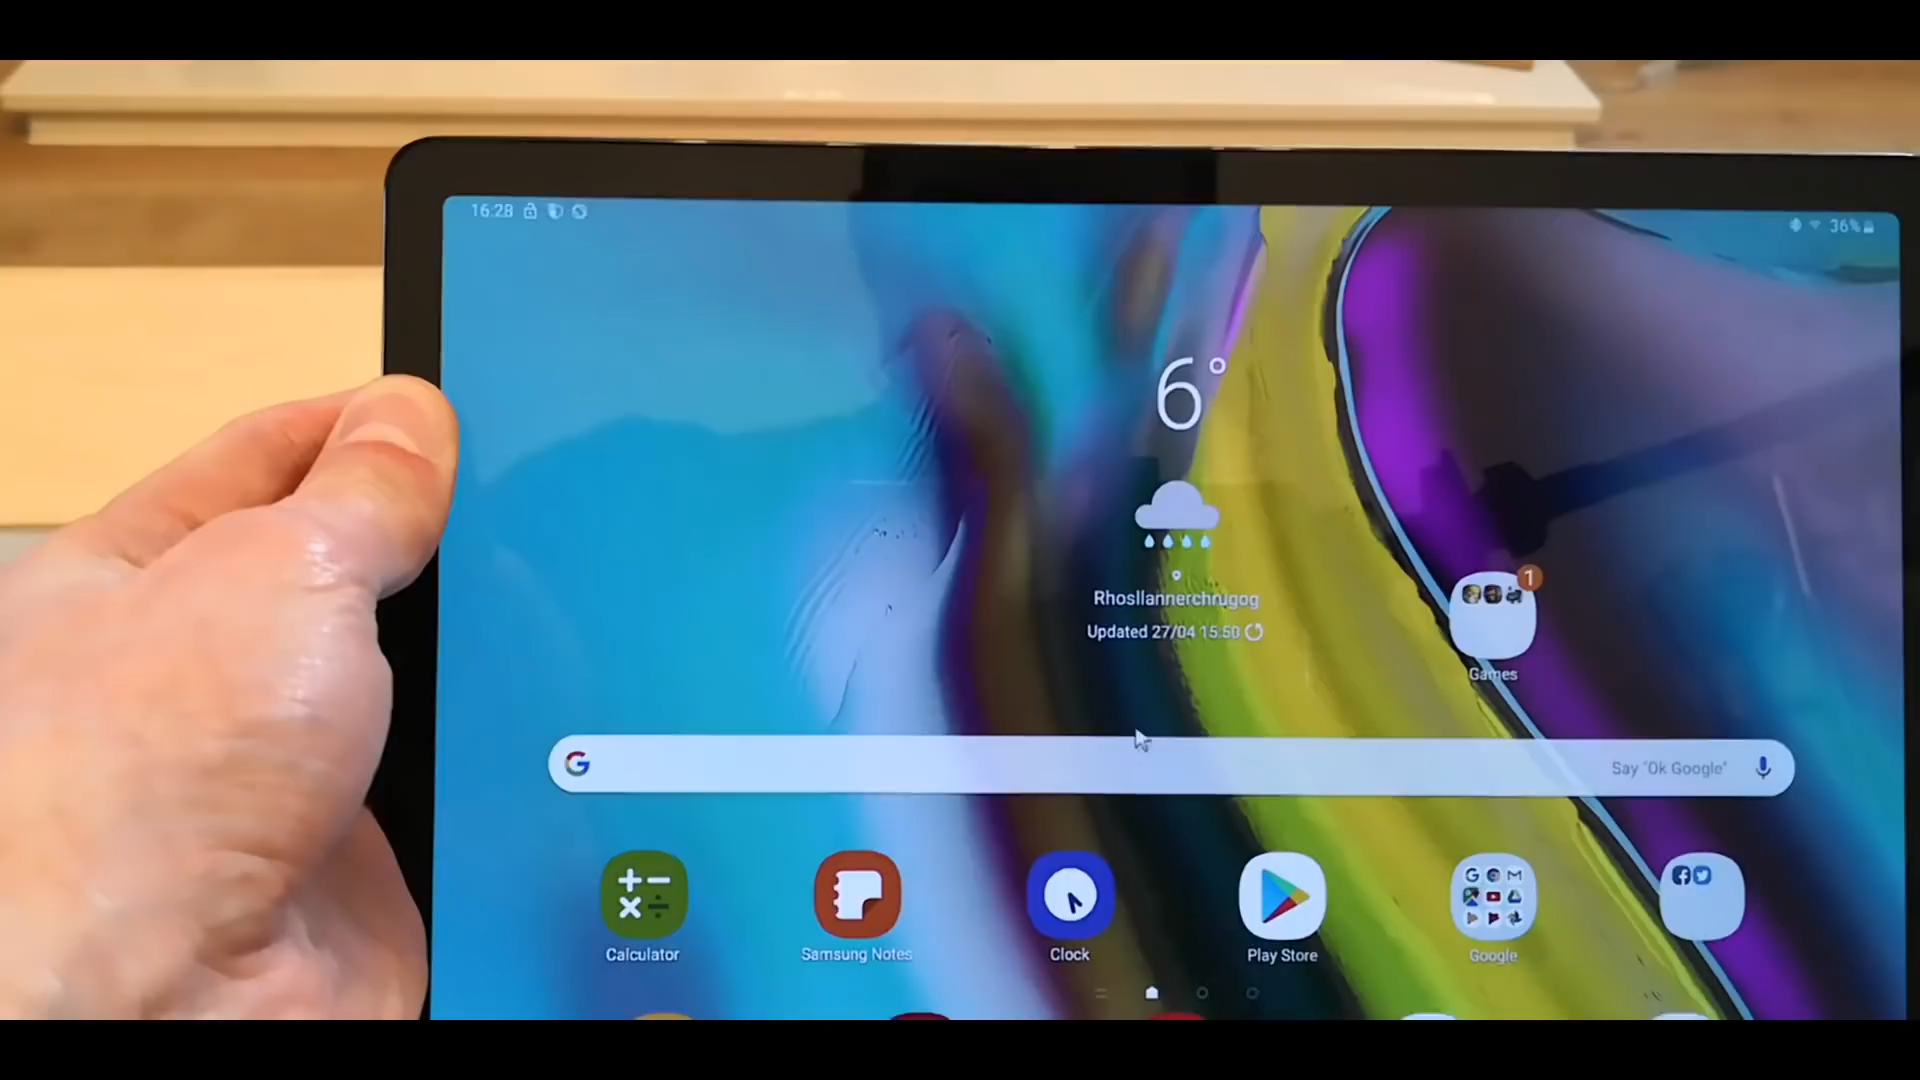 16:28
36%
6°
Rhosllannerchrugog
Updated 27/04 15:50
1
Games
G
Say "Ok Google"
Calculator
Samsung Notes
Clock
Play Store
Google